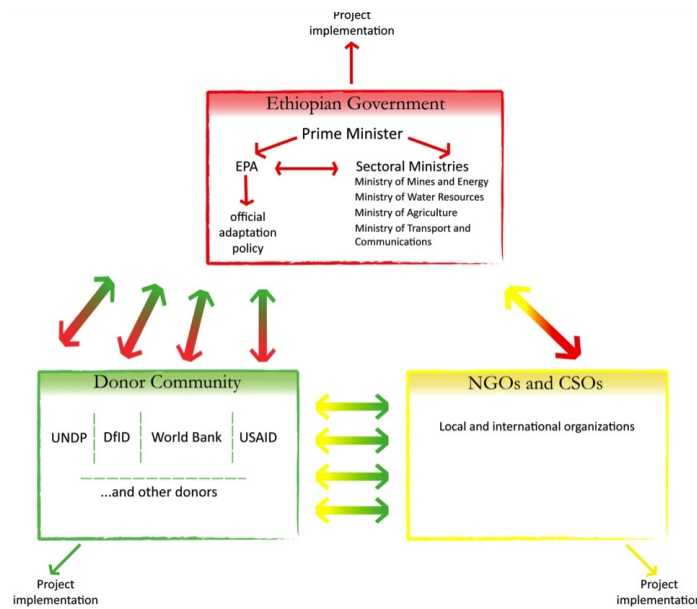 Project
implementation
Ethiopian Government
Prime Minister
EPA
Sectoral Ministries
Ministry of Mines and Energy
Ministry of Water Resources
Ministry of Agriculture
Ministry of Transport and
Communications
official
adaptation
policy
Donor Community
UNDP DfID World Bank USAID
...and other donors
NGOs and CSOs
Local and international organizations
Project
implementation
Project
implementation